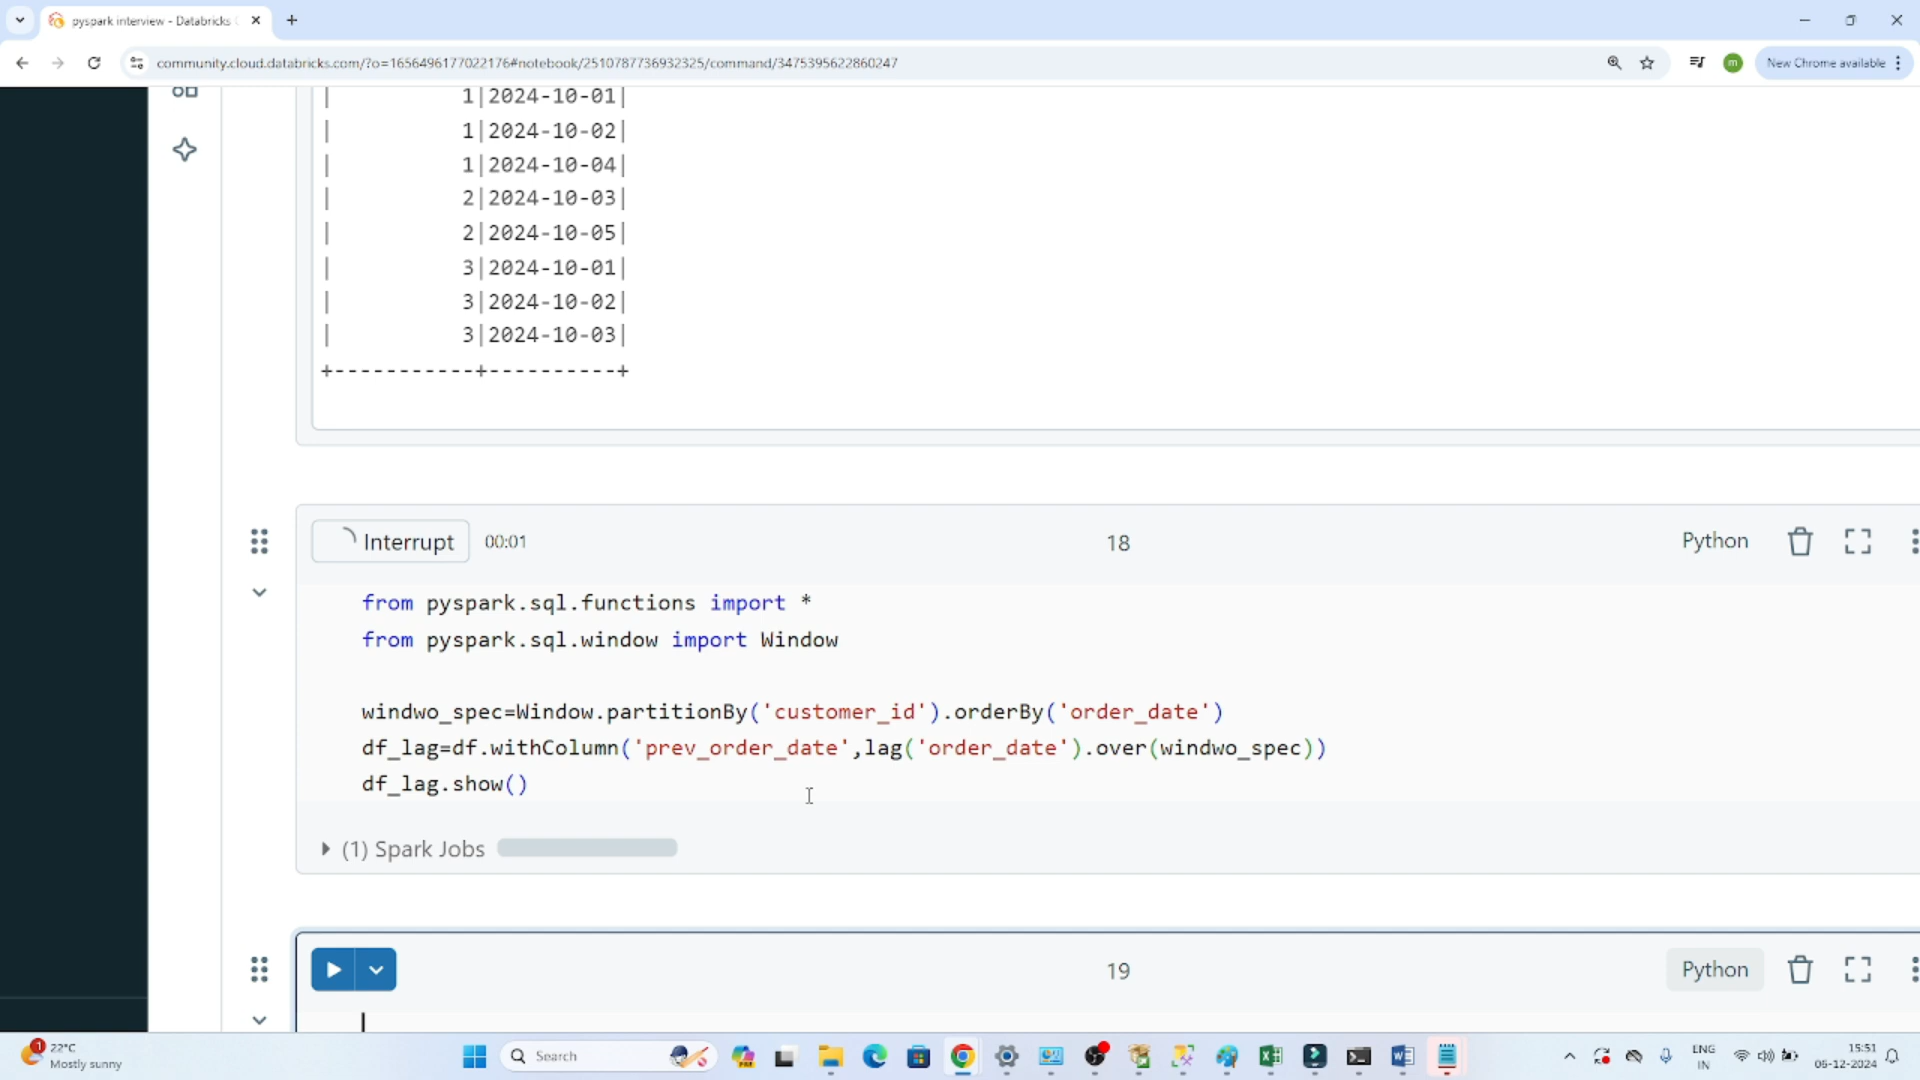 pyspark interview - Databricks
community.cloud.databricks.com/?o=1656496177022176#notebook/2510787736932325/command/3475395622860247
m
New Chrome available
| 1|2024-10-01|
| 1|2024-10-02|
| 1|2024-10-04|
| 2|2024-10-03|
| 2|2024-10-05|
| 3|2024-10-01|
| 3|2024-10-02|
| 3|2024-10-03|
+-----------+----------+
Interrupt 00:01 18 Python
from pyspark.sql.functions import *
from pyspark.sql.window import Window
windwo_spec=Window.partitionBy('customer_id').orderBy('order_date')
df_lag=df.withColumn('prev_order_date',lag('order_date').over(windwo_spec))
df_lag.show()
(1) Spark Jobs
19 Python
1
22°C
Mostly sunny
Search
ENG
IN
15:51
06-12-2024